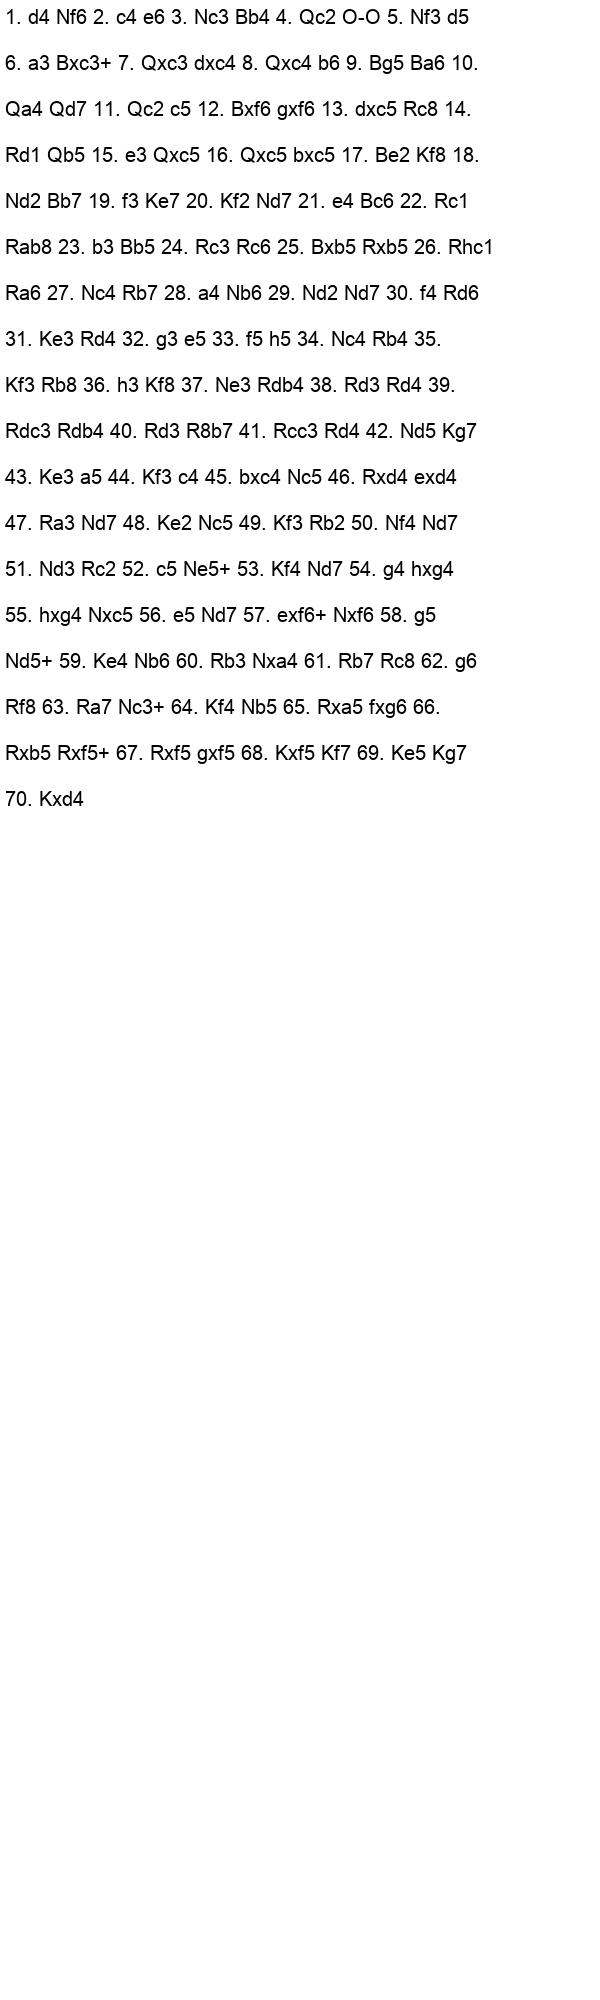 1. d4 Nf6 2. c4 e6 3. Nc3 Bb4 4. Qc2 O-O 5. Nf3 d5
6. a3 Bxc3+ 7. Qxc3 dxc4 8. Qxc4 b6 9. Bg5 Ba6 10.
Qa4 Qd7 11. Qc2 c5 12. Bxf6 gxf6 13. dxc5 Rc8 14.
Rd1 Qb5 15. e3 Qxc5 16. Qxc5 bxc5 17. Be2 Kf8 18.
Nd2 Bb7 19. f3 Ke7 20. Kf2 Nd7 21. e4 Bc6 22. Rc1
Rab8 23. b3 Bb5 24. Rc3 Rc6 25. Bxb5 Rxb5 26. Rhc1
Ra6 27. Nc4 Rb7 28. a4 Nb6 29. Nd2 Nd7 30. f4 Rd6
31. Ke3 Rd4 32. g3 e5 33. f5 h5 34. Nc4 Rb4 35.
Kf3 Rb8 36. h3 Kf8 37. Ne3 Rdb4 38. Rd3 Rd4 39.
Rdc3 Rdb4 40. Rd3 R8b7 41. Rcc3 Rd4 42. Nd5 Kg7
43. Ke3 a5 44. Kf3 c4 45. bxc4 Nc5 46. Rxd4 exd4
47. Ra3 Nd7 48. Ke2 Nc5 49. Kf3 Rb2 50. Nf4 Nd7
51. Nd3 Rc2 52. c5 Ne5+ 53. Kf4 Nd7 54. g4 hxg4
55. hxg4 Nxc5 56. e5 Nd7 57. exf6+ Nxf6 58. g5
Nd5+ 59. Ke4 Nb6 60. Rb3 Nxa4 61. Rb7 Rc8 62. g6
Rf8 63. Ra7 Nc3+ 64. Kf4 Nb5 65. Rxa5 fxg6 66.
Rxb5 Rxf5+ 67. Rxf5 gxf5 68. Kxf5 Kf7 69. Ke5 Kg7
70. Kxd4